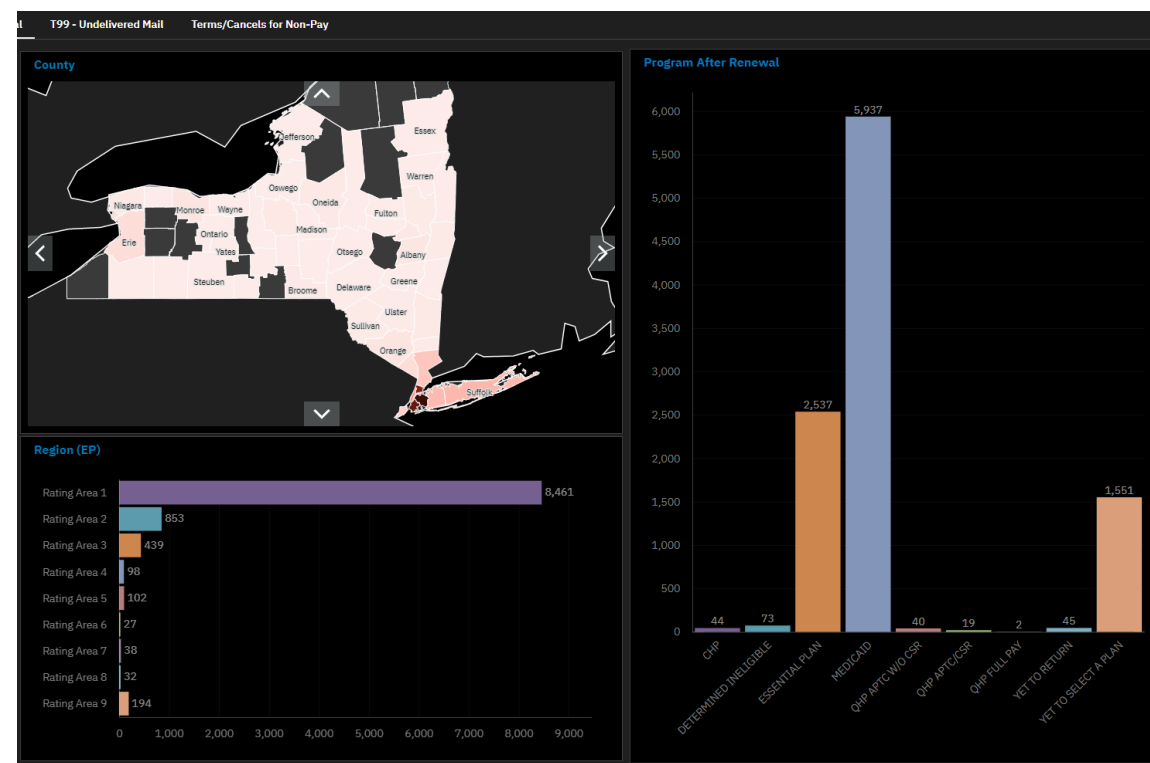 T99 - Undelivered Mail Terms/Cancels for Non-Pay
County
Essex
Jefferson
Warren
Oswego
Oneida
Niagara
Monroe
Wayne
Fulton
Madison
Ontario
Erie
Yates
Otsego
Albany
Steuben
Broome
Delaware
Greene
Ulster
Sullivan
Orange
Suffolk
Region (EP)
Rating Area 1 8,461
Rating Area 2 853
Rating Area 3 439
Rating Area 4 98
Rating Area 5 102
Rating Area 6 27
Rating Area 7 38
Rating Area 8 32
Rating Area 9 194
0 1,000 2,000 3,000 4,000 5,000 6,000 7,000 8,000 9,000
Program After Renewal
6,000
5,500
5,000
4,500
4,000
3,500
3,000
2,500
2,000
1,500
1,000
500
0
44 73 2,537 5,937 40 19 2 45 1,551
CHP
DETERMINED INELIGIBLE
ESSENTIAL PLAN
MEDICAID
QHP APTC W/O CSR
QHP APTC/CSR
QHP FULL PAY
YET TO RETURN
YET TO SELECT A PLAN